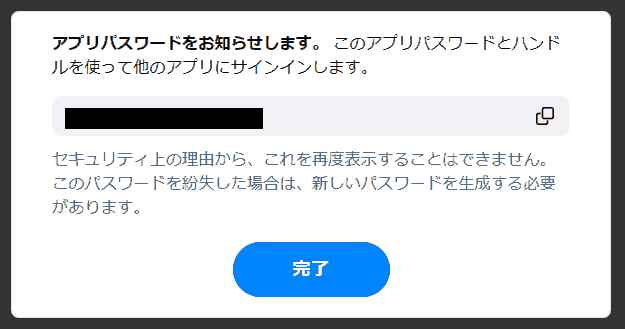 アプリパスワードをお知らせします。 このアプリパスワードとハンド
ルを使って他のアプリにサインインします。
セキュリティ上の理由から、これを再度表示することはできません。
このパスワードを紛失した場合は、新しいパスワードを生成する必要
があります。
完了